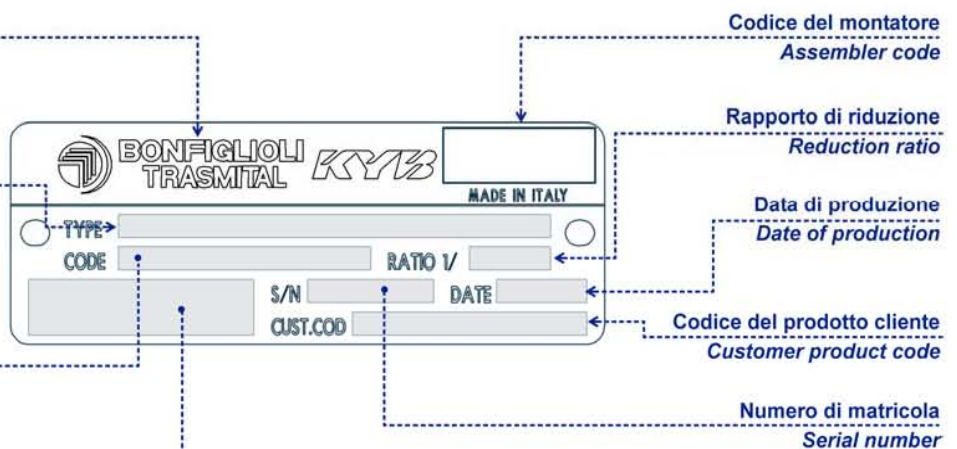 Codice del montatore
Assembler code
Rapporto di riduzione
Reduction ratio
BONFIGLIOLI
TRASMITAL
KYB
MADE IN ITALY
Data di produzione
Date of production
TYPE
CODE
RATIO 1/
S/N
DATE
CUST.COD
Codice del prodotto cliente
Customer product code
Numero di matricola
Serial number